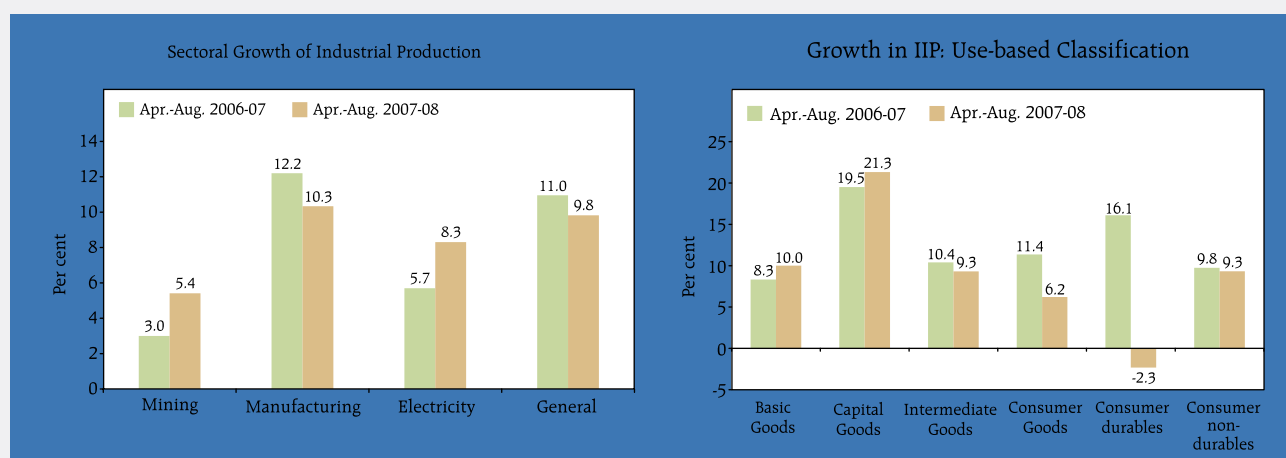 Sectoral Growth of Industrial Production
Apr.-Aug. 2006-07
Apr.-Aug. 2007-08
Per cent
14
12
10
8
6
4
2
0
3.0
5.4
12.2
10.3
5.7
8.3
11.0
9.8
Mining
Manufacturing
Electricity
General
Growth in IIP: Use-based Classification
Apr.-Aug. 2006-07
Apr.-Aug. 2007-08
Per cent
25
20
15
10
5
0
-5
8.3
10.0
19.5
21.3
10.4
9.3
11.4
6.2
16.1
-2.3
9.8
9.3
Basic
Goods
Capital
Goods
Intermediate
Goods
Consumer
Goods
Consumer
durables
Consumer
non-
durables